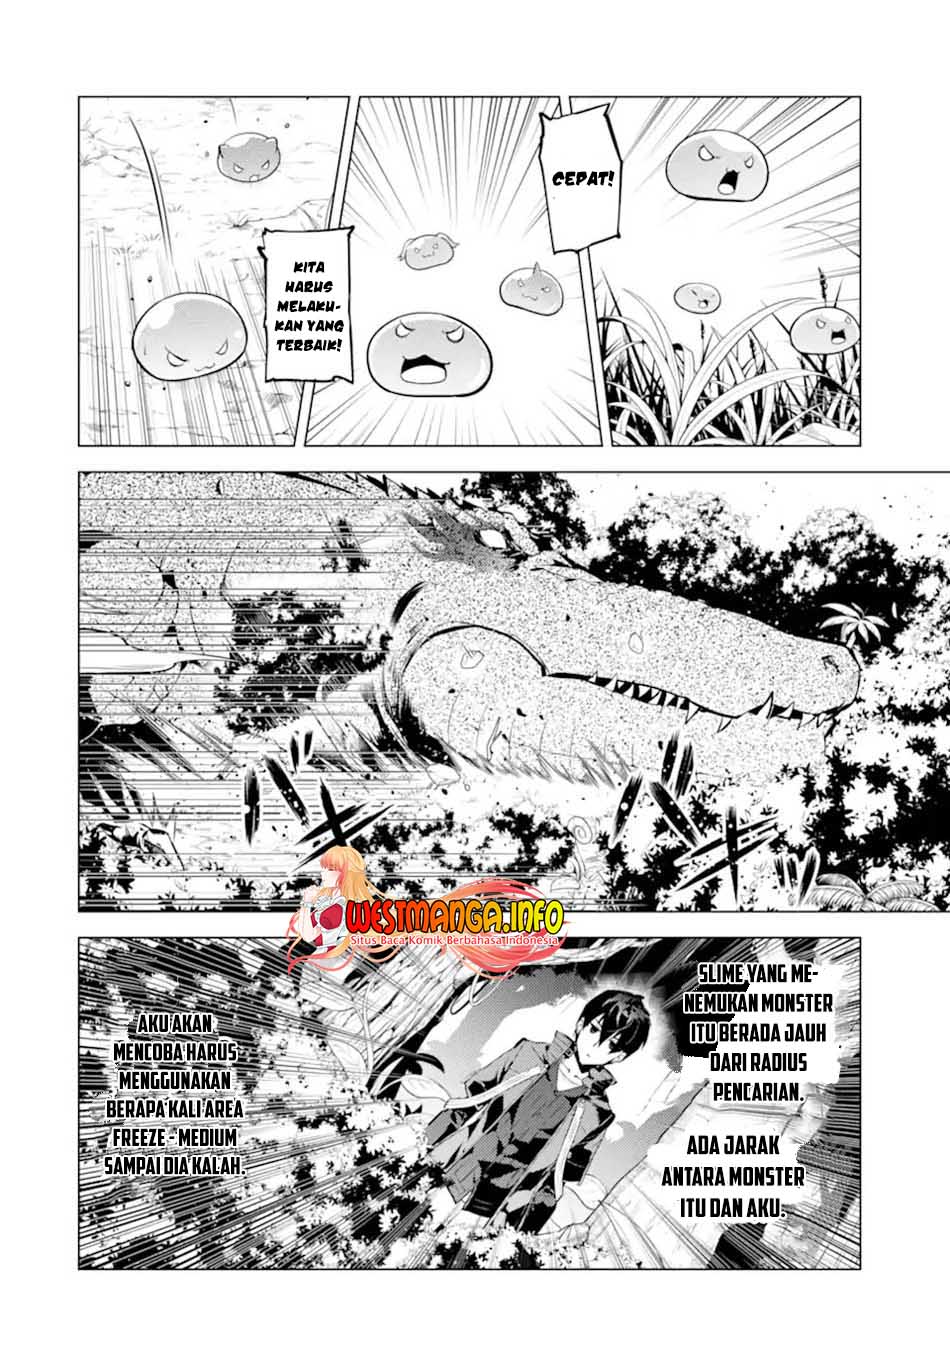 CEPAT!
KITA
HARUS
MELAKU-
KAN YANG
TERBAIK!
WESTMANGA.INFO
Situs Baca Komik Berbahasa Indonesia
SLIME YANG ME-
NEMUKAN MONSTER
ITU BERADA JAUH
DARI RADIUS
PENCARIAN.
ADA JARAK
ANTARA MONSTER
ITU DAN AKU.
AKU AKAN
MENCOBA HARUS
MENGGUNAKAN
BERAPA KALI AREA
FREEZE - MEDIUM
SAMPAI DIA KALAH.